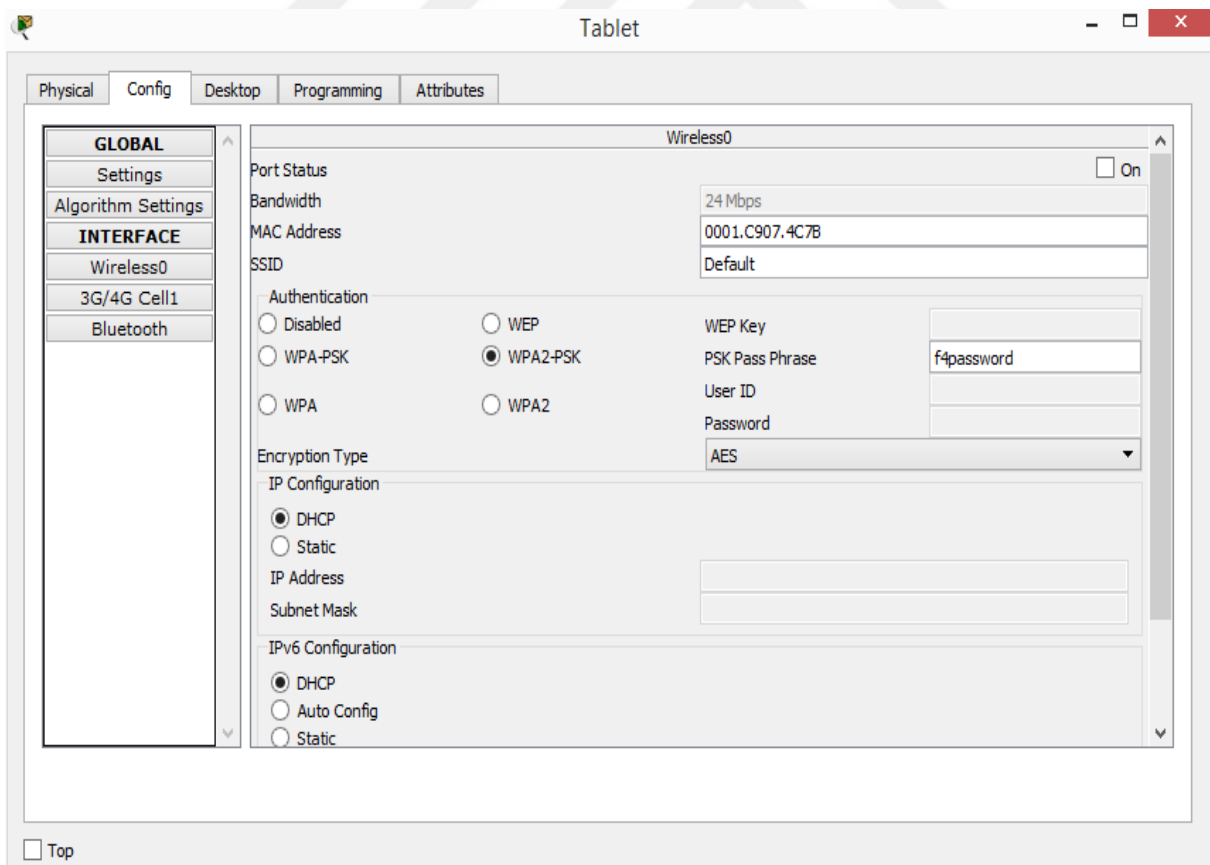 Tablet
Physical Config Desktop Programming Attributes
GLOBAL
Settings
Algorithm Settings
INTERFACE
Wireless0
3G/4G Cell1
Bluetooth
Wireless0
Port Status On
Bandwidth 24 Mbps
MAC Address 0001.C907.4C7B
SSID Default
Authentication
Disabled WEP WEP Key
WPA-PSK WPA2-PSK PSK Pass Phrase f4password
User ID
WPA WPA2
Password
Encryption Type AES
IP Configuration
DHCP
Static
IP Address
Subnet Mask
IPv6 Configuration
DHCP
Auto Config
Static
Top